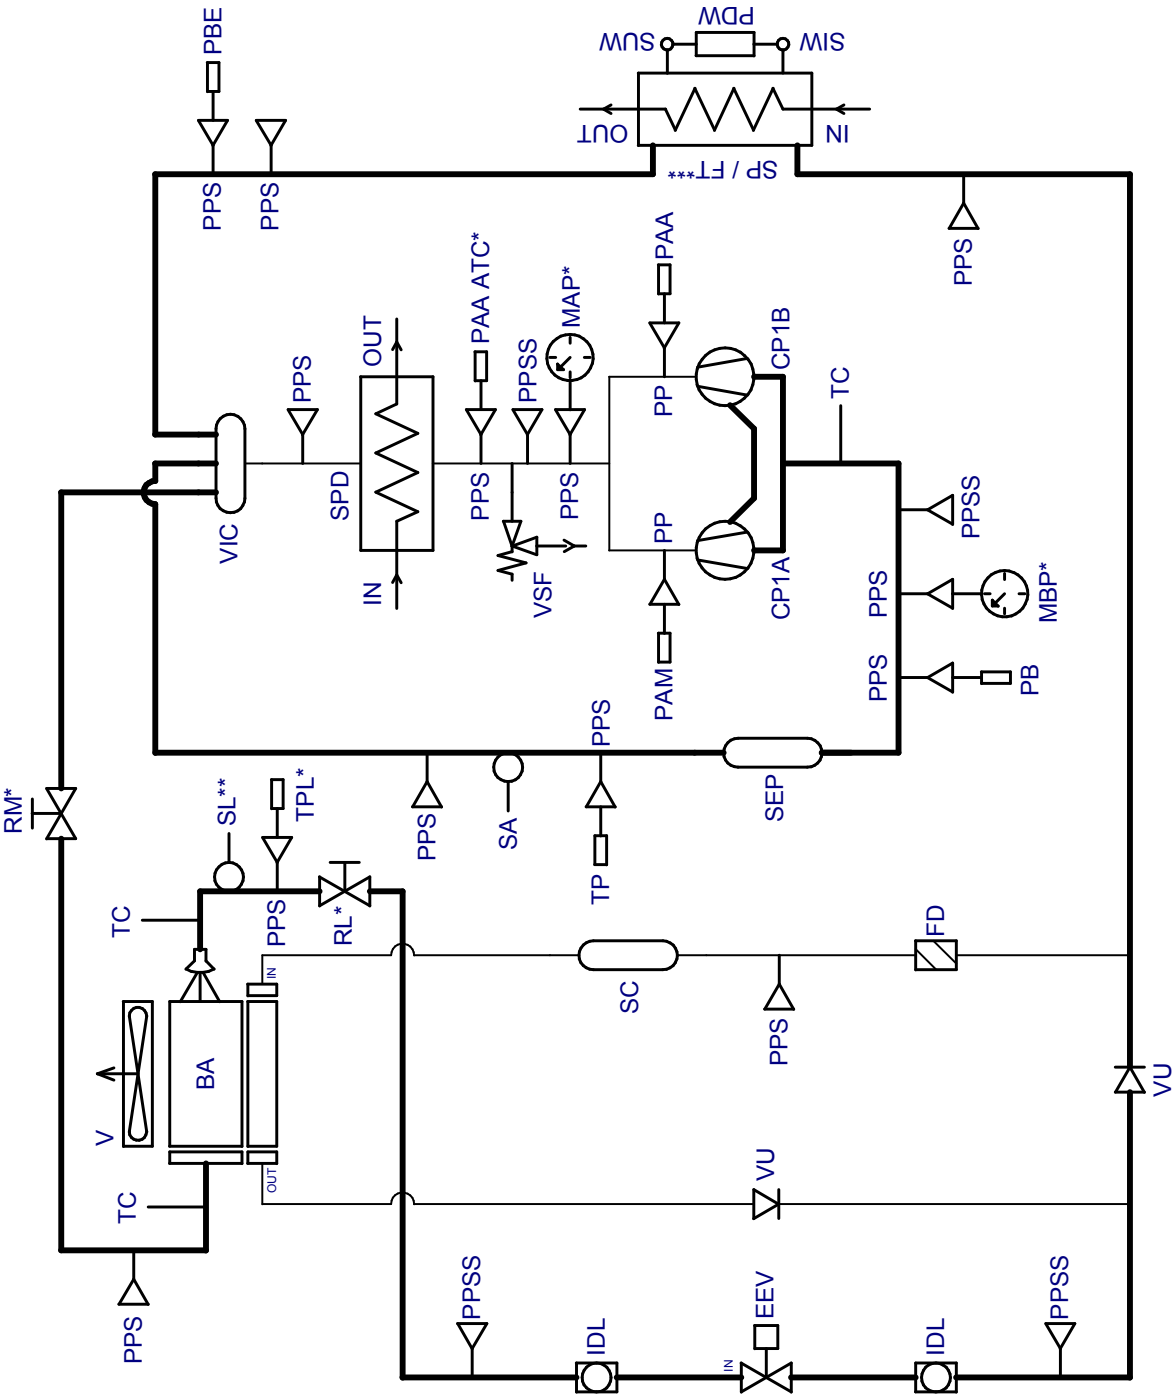 PBE
PPS
PPS
PDW
SUW
SIW
OUT
IN
SP / FT****
PPS
PAA ATC*
PPSS
MAP*
PAA
PPS
OUT
SPD
IN
VIC
PPS
PPS
VSF
PP
PP
CP1B
CP1A
PAM
TC
PPSS
PPS
MBP*
PPS
PB
SEP
PPS
TP
SA
PPS
RM*
SL**
TPL*
PPS
RL*
TC
IN
V
BA
OUT
TC
PPS
SC
PPS
FD
VU
VU
PPSS
IDL
IN
EEV
IDL
PPSS